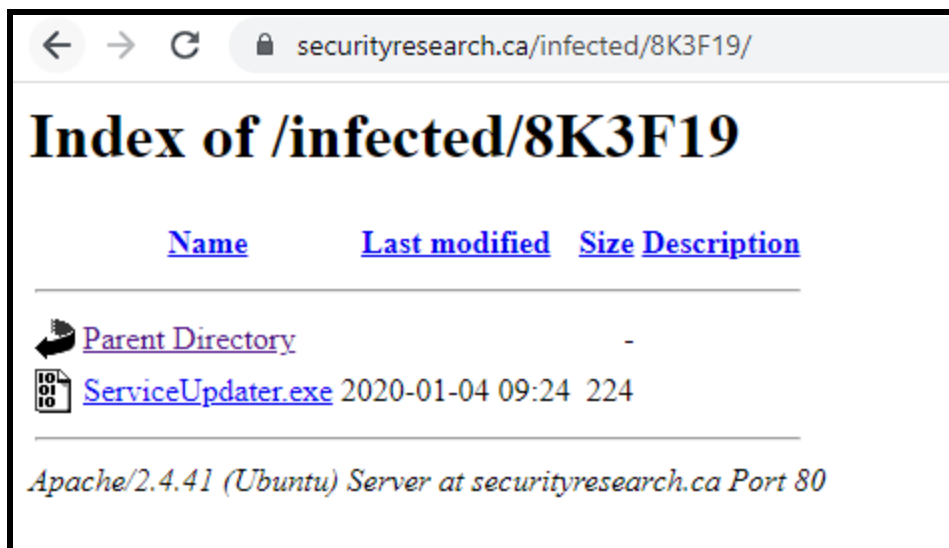 securityresearch.ca/infected/8K3F19/
Index of /infected/8K3F19
Name Last modified Size Description
Parent Directory -
ServiceUpdater.exe 2020-01-04 09:24 224
Apache/2.4.41 (Ubuntu) Server at securityresearch.ca Port 80